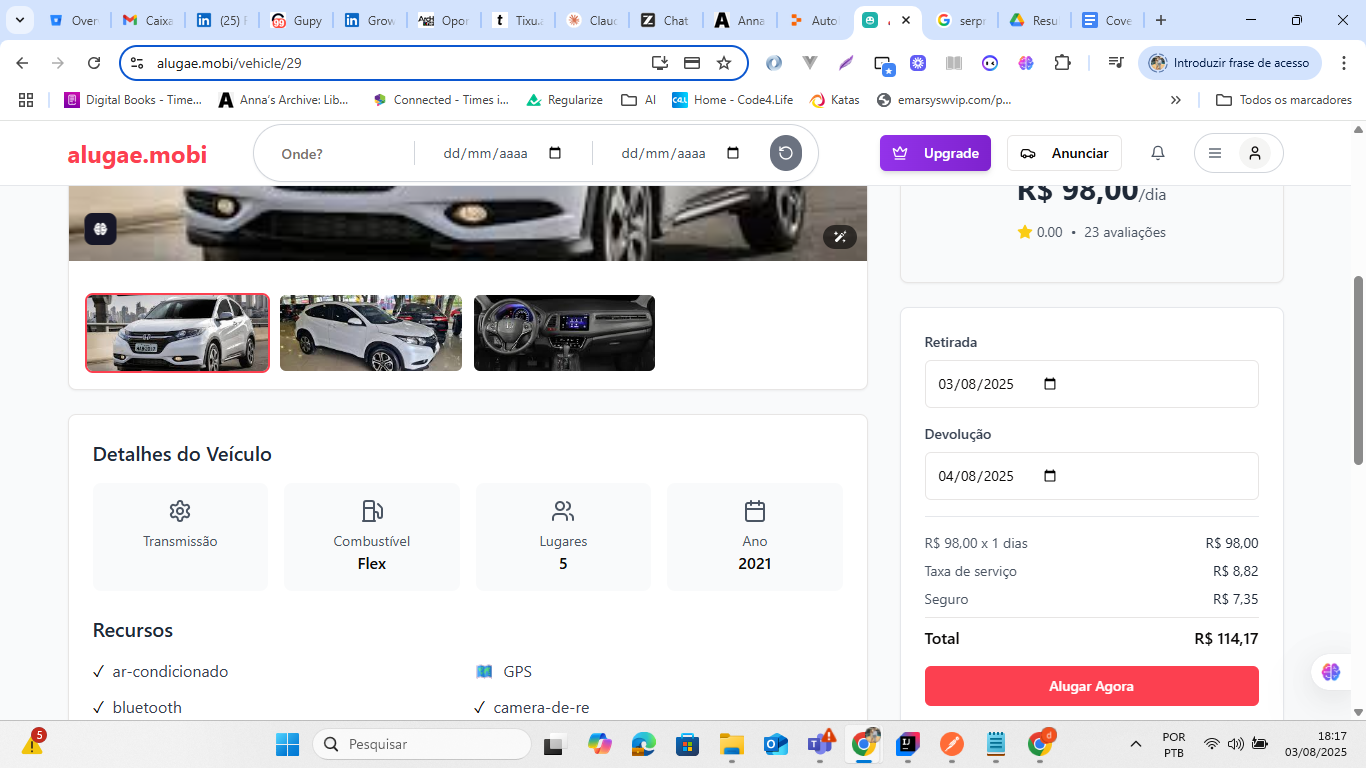 Over
Caixa
(25)
Gupy
Grow
Opor
Tixu
Claud
Chat
Anna
Auto
serp
Resu
Cove
alugae.mobi/vehicle/29
Introduzir frase de acesso
Digital Books - Time...
Anna's Archive: Lib...
Connected - Times i...
Regularize
AI
Home - Code4.Life
Katas
emarsyswvip.com/p...
Todos os marcadores
alugae.mobi
Onde?
dd/mm/aaaa
dd/mm/aaaa
Upgrade
Anunciar
R$ 98,00/dia
0.00 • 23 avaliações
Detalhes do Veículo
Transmissão
Combustível
Flex
Lugares
5
Ano
2021
Recursos
✓ ar-condicionado
GPS
✓ bluetooth
✓ camera-de-re
Retirada
03/08/2025
Devolução
04/08/2025
R$ 98,00 x 1 dias
R$ 98,00
Taxa de serviço
R$ 8,82
Seguro
R$ 7,35
Total
R$ 114,17
Alugar Agora
5
Pesquisar
POR
PTB
18:17
03/08/2025